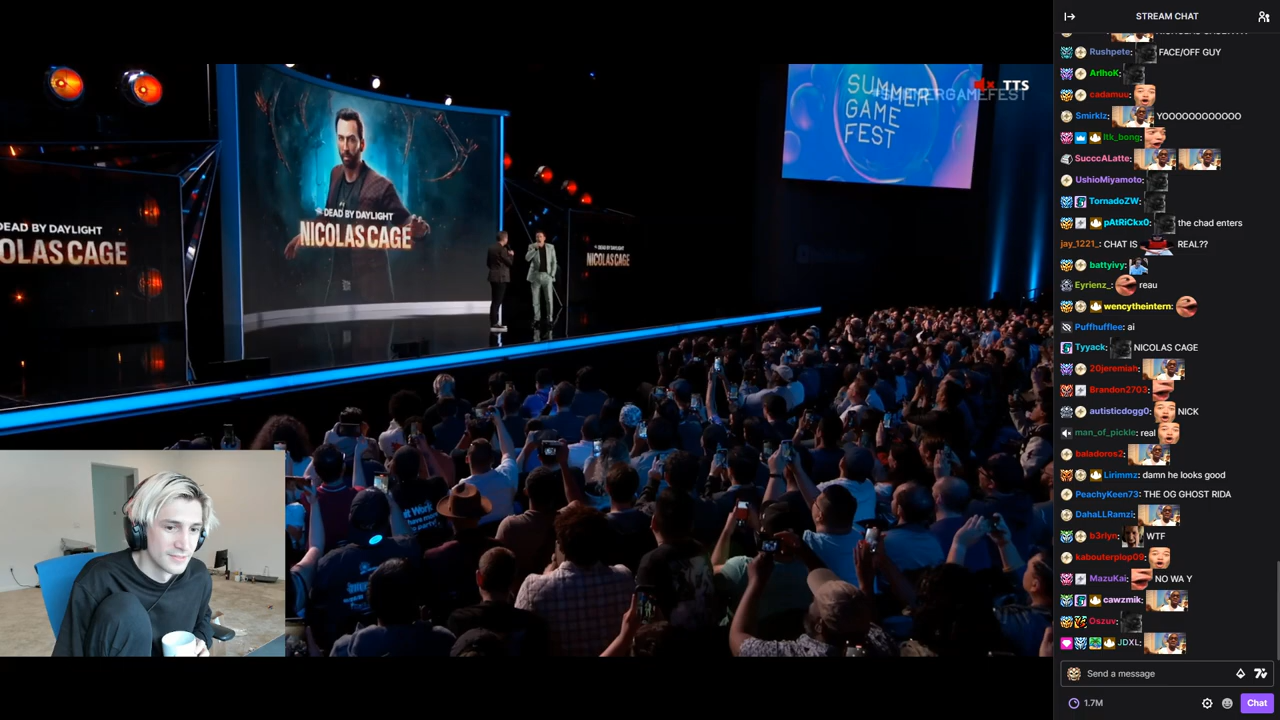 STREAM CHAT
Rushpete: FACE/OFF GUY
ArlhoK:
cadamuu:
Smirklz: YOOOOOOOOOOOO
ltk_bong:
SucccALatte:
UshioMiyamoto:
TornadoZW:
pAtRiCkx0: the chad enters
jay_1221_: CHAT IS REAL??
battyivy:
Eyrienz_: reau
wencytheintern:
Puffhufflee: ai
Tyyack: NICOLAS CAGE
20jeremiah:
Brandon2703:
autisticdogg0: NICK
man_of_pickle: real
baladoros2:
Lirimmz: damn he looks good
PeachyKeen73: THE OG GHOST RIDA
DahaLLRamzi:
b3rlyn: WTF
kabouterplop09:
MazuKai: NO WA Y
cawzmik:
Oszuv:
JDXL:
Send a message
1.7M
Chat
TTS
SUMMER
GAME
FEST
#SUMMERGAMEFEST
DEAD BY DAYLIGHT
NICOLAS CAGE
DEAD BY DAYLIGHT
NICOLAS CAGE
EAD BY DAYLIGHT
OLAS CAGE